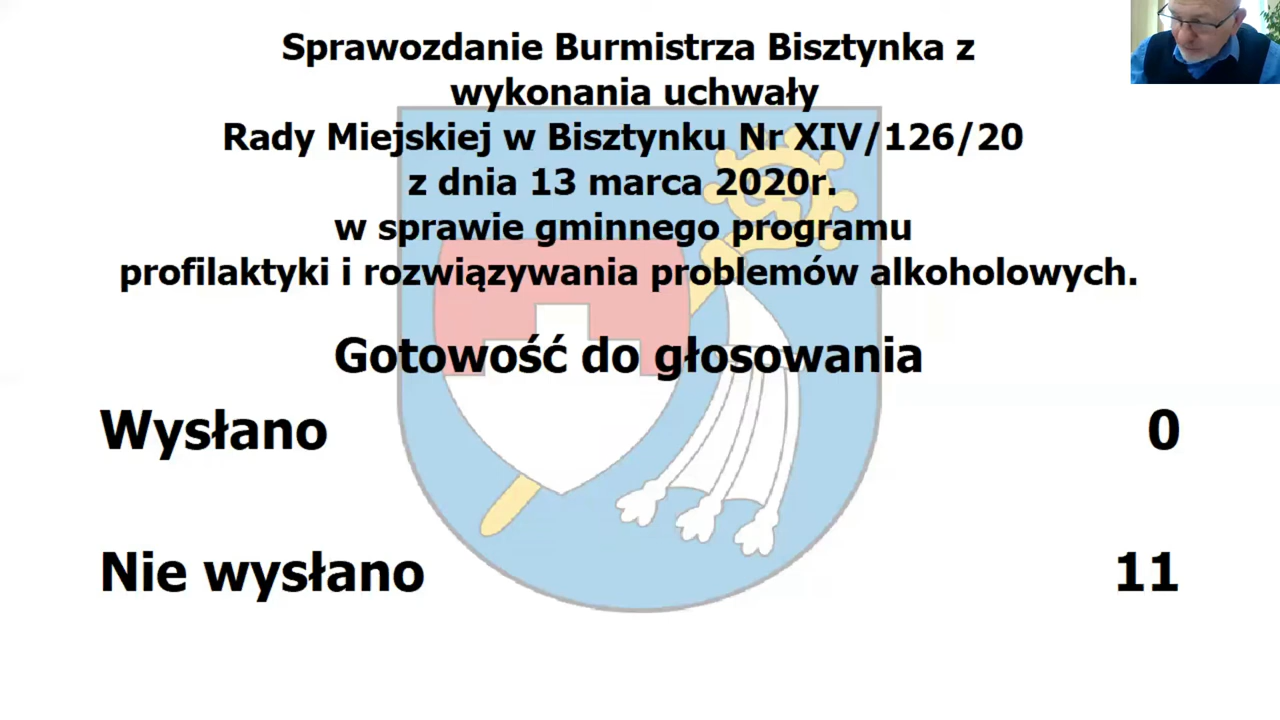 Sprawozdanie Burmistrza Bisztynka z
wykonania uchwały
Rady Miejskiej w Bisztynku Nr XIV/126/20
z dnia 13 marca 2020r.
w sprawie gminnego programu
profilaktyki i rozwiązywania problemów alkoholowych.
Gotowość do głosowania
Wysłano 0
Nie wysłano 11